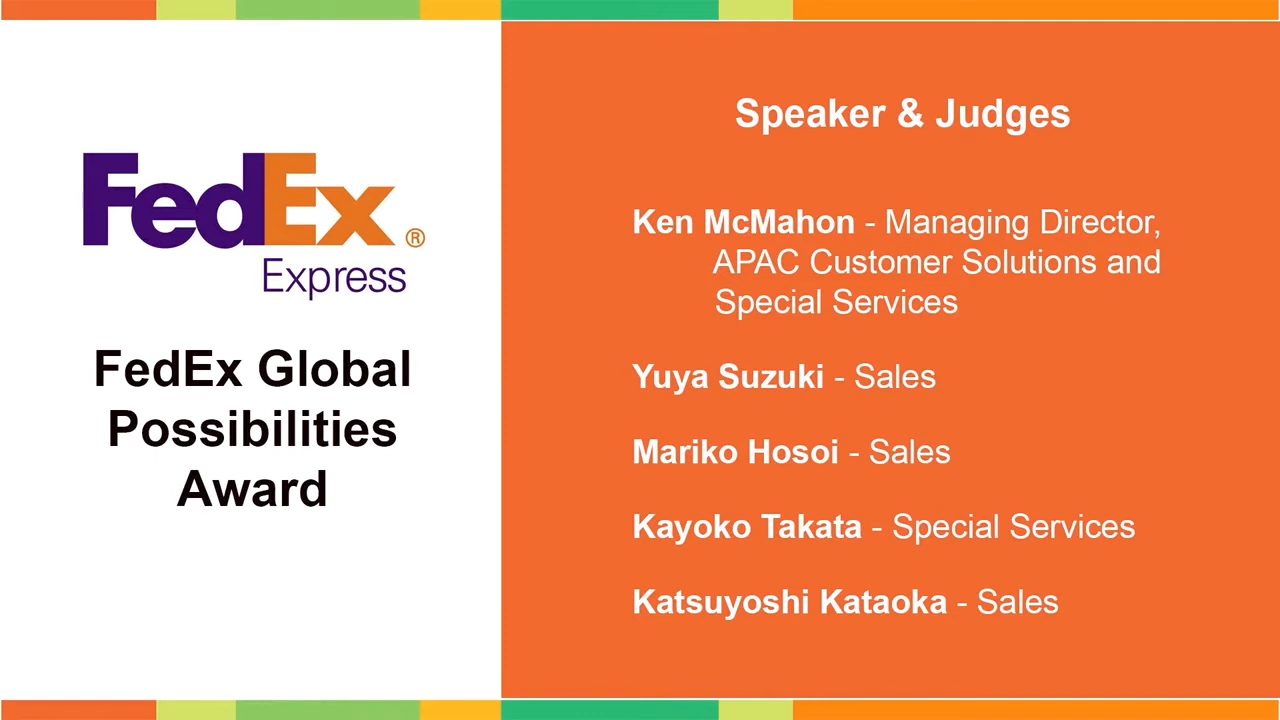 FedEx®
Express
FedEx Global
Possibilities
Award
Speaker & Judges
Ken McMahon - Managing Director,
APAC Customer Solutions and
Special Services
Yuya Suzuki - Sales
Mariko Hosoi - Sales
Kayoko Takata - Special Services
Katsuyoshi Kataoka - Sales